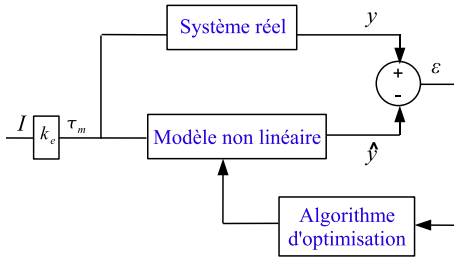 Système réel
y
+
ε
-
I
k_e
τ_m
Modèle non linéaire
ŷ
Algorithme
d'optimisation